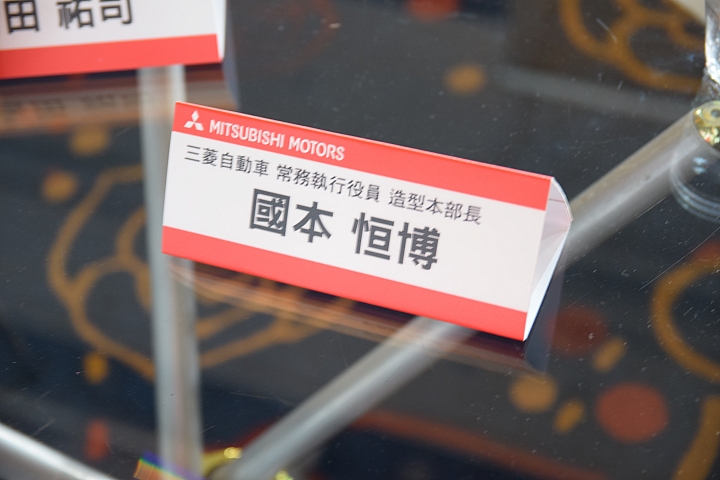 田 祐司
MITSUBISHI MOTORS
三菱自動車 常務執行役員 造型本部長
國本 恒博